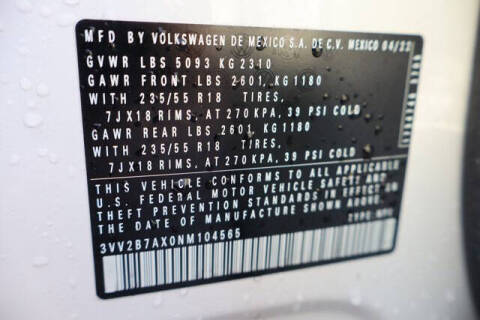 MFD BY VOLKSWAGEN DE MEXICO S.A. DE C.V. MEXICO 04/22
GVWR LBS 5093 KG 2310
GAWR FRONT LBS 2601, KG 1180
WITH 235/55 R18 TIRES,
7JX18 RIMS, AT 270 KPA, 39 PSI COLD
GAWR REAR LBS 2601, KG 1180
WITH 235/55 R18 TIRES,
7JX18 RIMS, AT 270 KPA, 39 PSI COLD
THIS VEHICLE CONFORMS TO ALL APPLICABLE
U.S. FEDERAL MOTOR VEHICLE SAFETY AND
THEFT PREVENTION STANDARDS IN EFFECT ON
THE DATE OF MANUFACTURE SHOWN ABOVE
3VV2B7AX0NM104565
TYPE: MPV